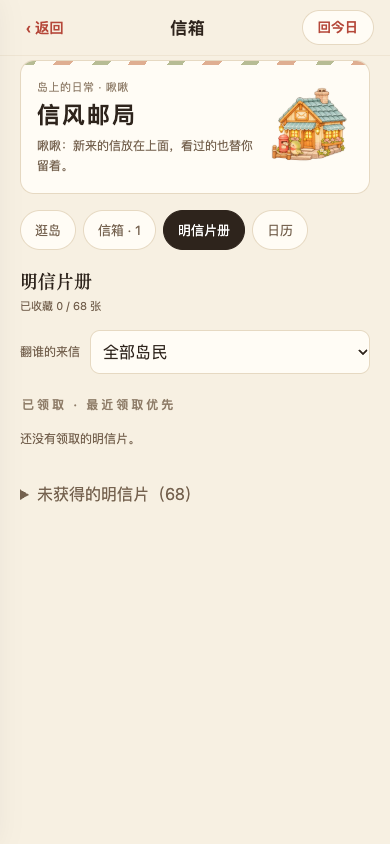 ‹ 返回
信箱
回今日
岛上的日常 · 啾啾
信风邮局
啾啾：新来的信放在上面，看过的也替你
留着。
逛岛
信箱 · 1
明信片册
日历
明信片册
已收藏 0 / 68 张
翻谁的来信
全部岛民
已领取 · 最近领取优先
还没有领取的明信片。
▶ 未获得的明信片（68）